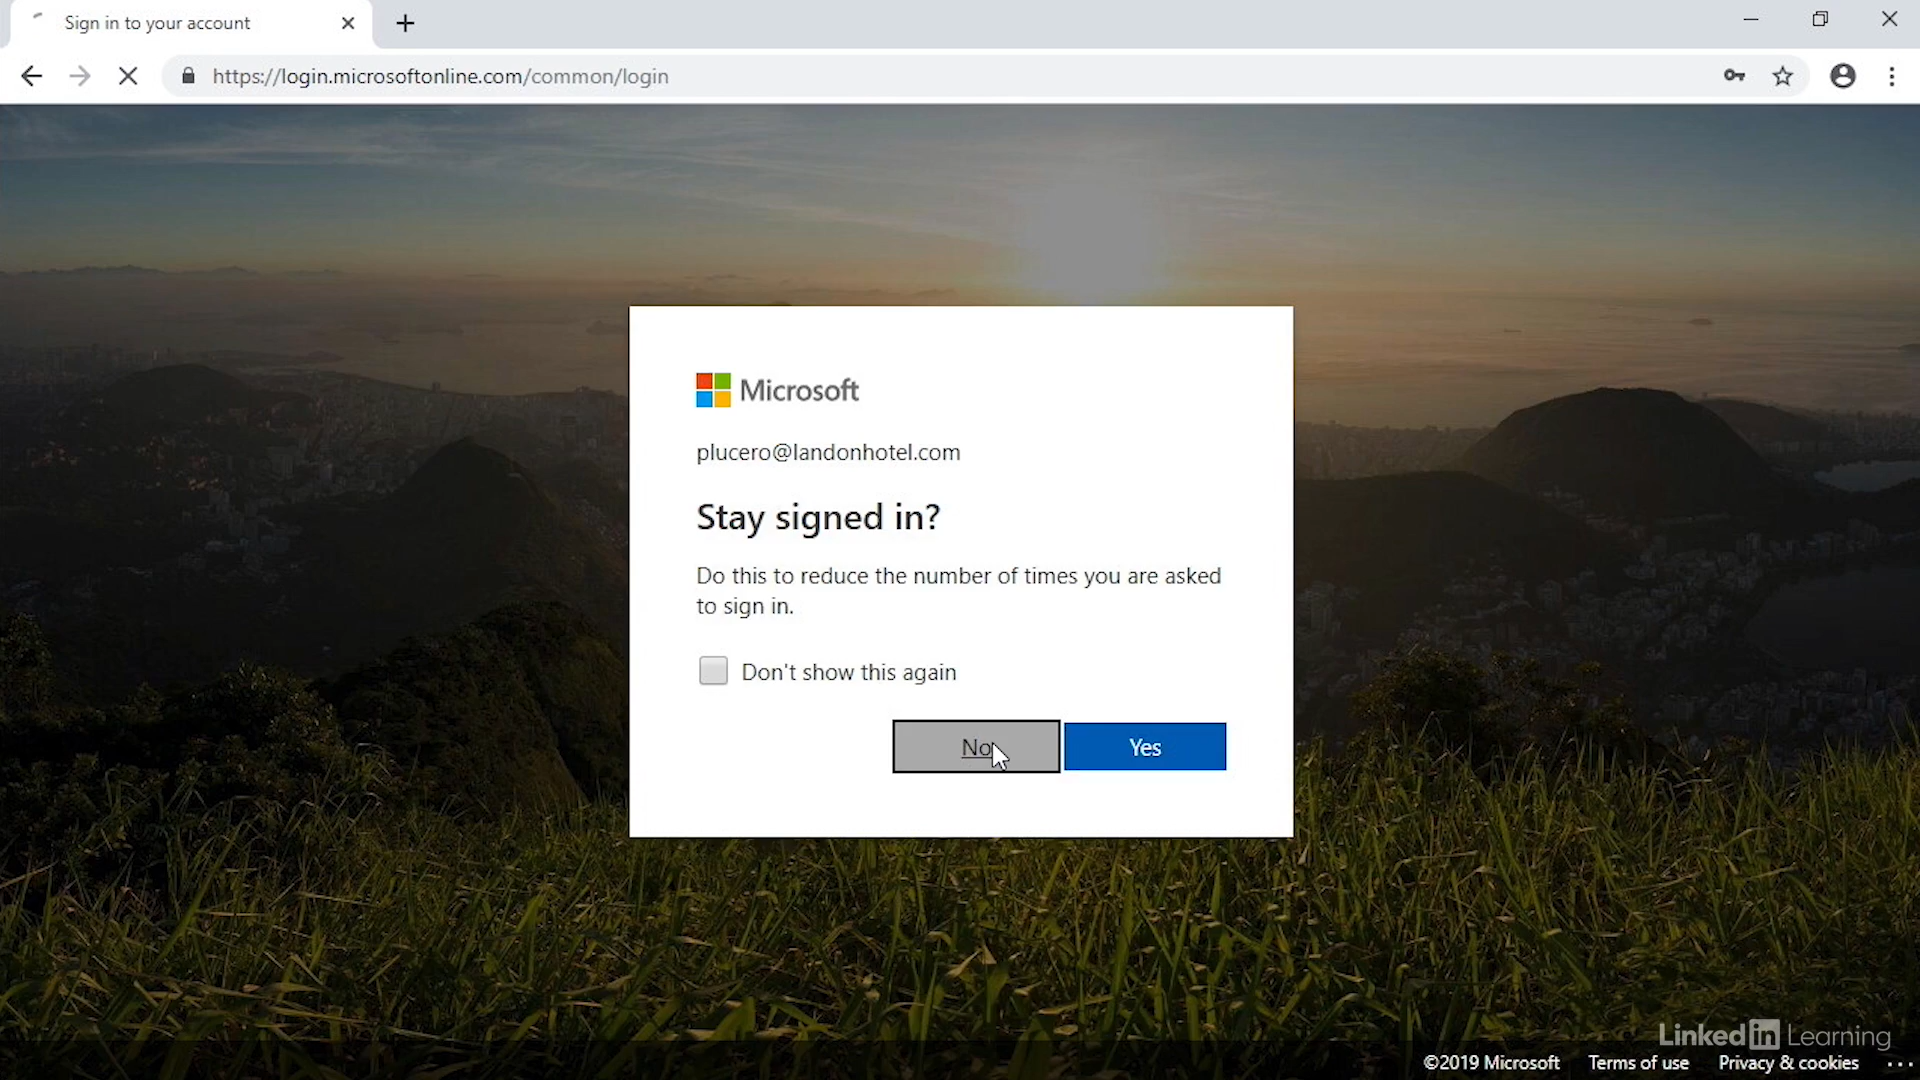 Sign in to your account
https://login.microsoftonline.com/common/login
Microsoft
plucero@landonhotel.com
Stay signed in?
Do this to reduce the number of times you are asked
to sign in.
Don't show this again
No
Yes
LinkedIn Learning
©2019 Microsoft
Terms of use
Privacy & cookies